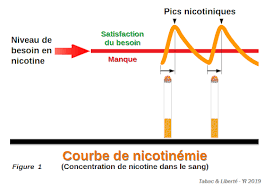 Pics nicotiniques
Satisfaction
du besoin
Niveau de
besoin en
nicotine
Manque
Courbe de nicotinémie
Figure 1
(Concentration de nicotine dans le sang)
Tabac & Liberté - W 2019